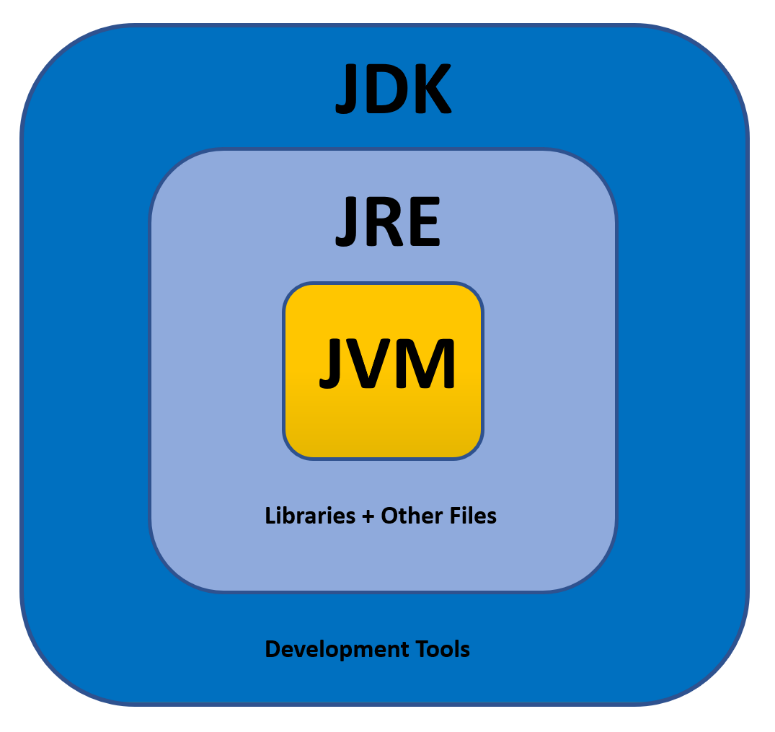 JDK
JRE
JVM
Libraries + Other Files
Development Tools